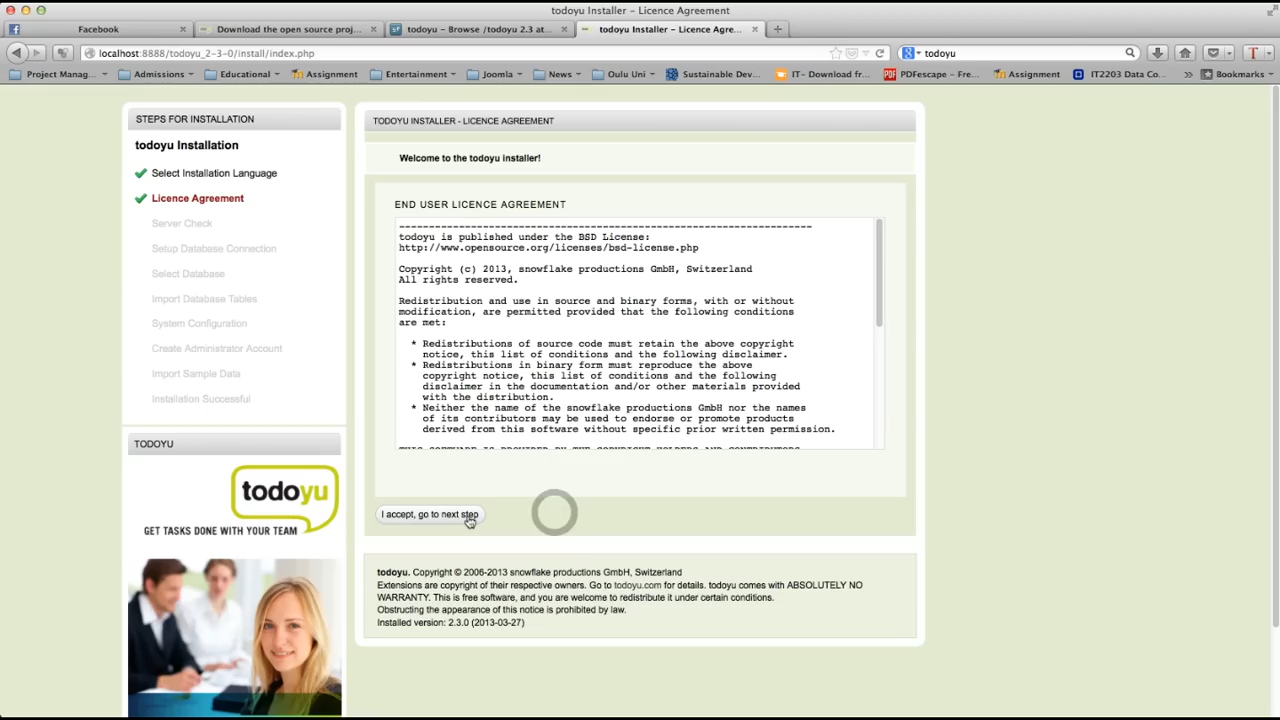 todoyu Installer – Licence Agreement
Facebook
Download the open source proj...
todoyu – Browse /todoyu 2.3 at...
todoyu Installer – Licence Agree...
localhost:8888/todoyu_2-3-0/install/index.php
todoyu
Project Manag...
Admissions
Educational
Assignment
Entertainment
Joomla
News
Oulu Uni
Sustainable Dev...
IT– Download fr...
PDFescape – Fre...
Assignment
IT2203 Data Co...
Bookmarks
STEPS FOR INSTALLATION
todoyu Installation
Select Installation Language
Licence Agreement
Server Check
Setup Database Connection
Select Database
Import Database Tables
System Configuration
Create Administrator Account
Import Sample Data
Installation Successful
TODOYU
todoyu
GET TASKS DONE WITH YOUR TEAM
TODOYU INSTALLER - LICENCE AGREEMENT
Welcome to the todoyu installer!
END USER LICENCE AGREEMENT
todoyu is published under the BSD License:
http://www.opensource.org/licenses/bsd-license.php
Copyright (c) 2013, snowflake productions GmbH, Switzerland
All rights reserved.
Redistribution and use in source and binary forms, with or without
modification, are permitted provided that the following conditions
are met:
* Redistributions of source code must retain the above copyright
notice, this list of conditions and the following disclaimer.
* Redistributions in binary form must reproduce the above
copyright notice, this list of conditions and the following
disclaimer in the documentation and/or other materials provided
with the distribution.
* Neither the name of the snowflake productions GmbH nor the names
of its contributors may be used to endorse or promote products
derived from this software without specific prior written permission.
THIS SOFTWARE IS PROVIDED BY THE COPYRIGHT HOLDERS AND CONTRIBUTORS
I accept, go to next step
todoyu. Copyright © 2006-2013 snowflake productions GmbH, Switzerland
Extensions are copyright of their respective owners. Go to todoyu.com for details. todoyu comes with ABSOLUTELY NO
WARRANTY. This is free software, and you are welcome to redistribute it under certain conditions.
Obstructing the appearance of this notice is prohibited by law.
Installed version: 2.3.0 (2013-03-27)